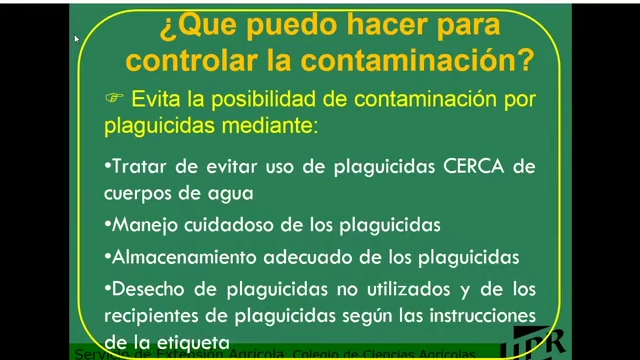 ¿Que puedo hacer para
controlar la contaminación?
☞ Evita la posibilidad de contaminación por
plaguicidas mediante:
•Tratar de evitar uso de plaguicidas CERCA de
cuerpos de agua
•Manejo cuidadoso de los plaguicidas
•Almacenamiento adecuado de los plaguicidas
•Desecho de plaguicidas no utilizados y de los
recipientes de plaguicidas según las instrucciones
de la etiqueta
Servicio de Extensión Agrícola, Colegio de Ciencias Agrícolas
UPR